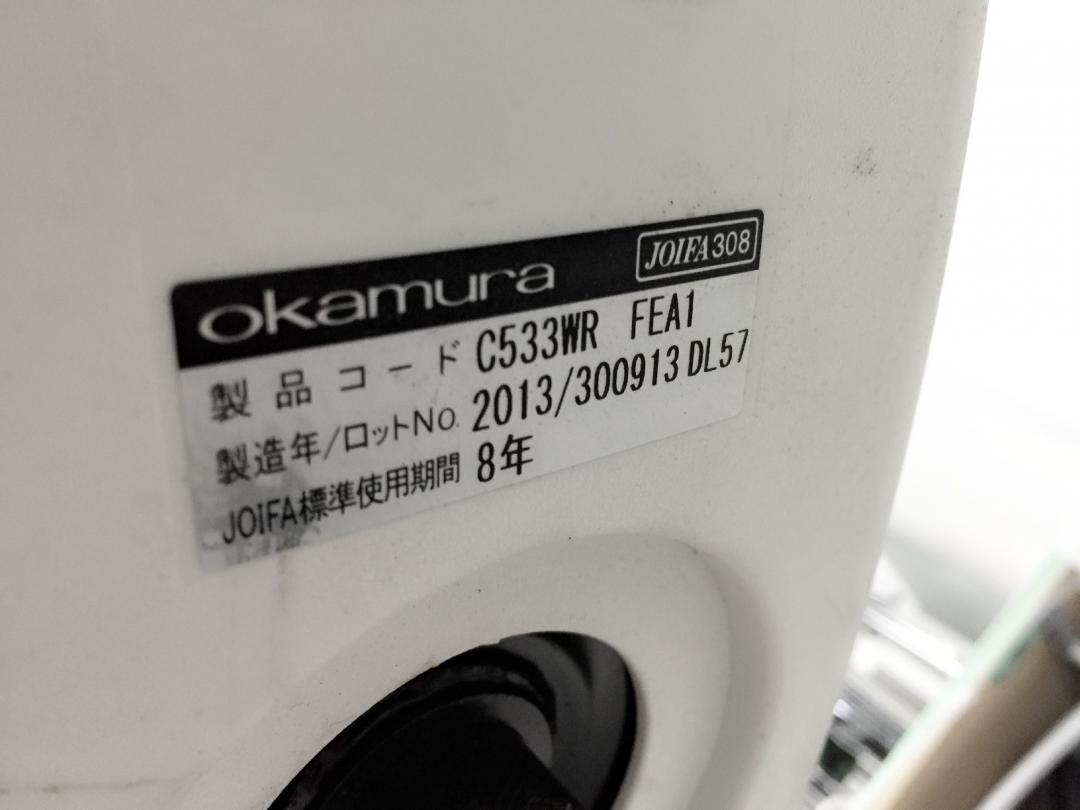 okamura JOIFA308
製品コード C533WR FEA1
製造年/ロットNo. 2013/300913 DL57
JOIFA標準使用期間 8年